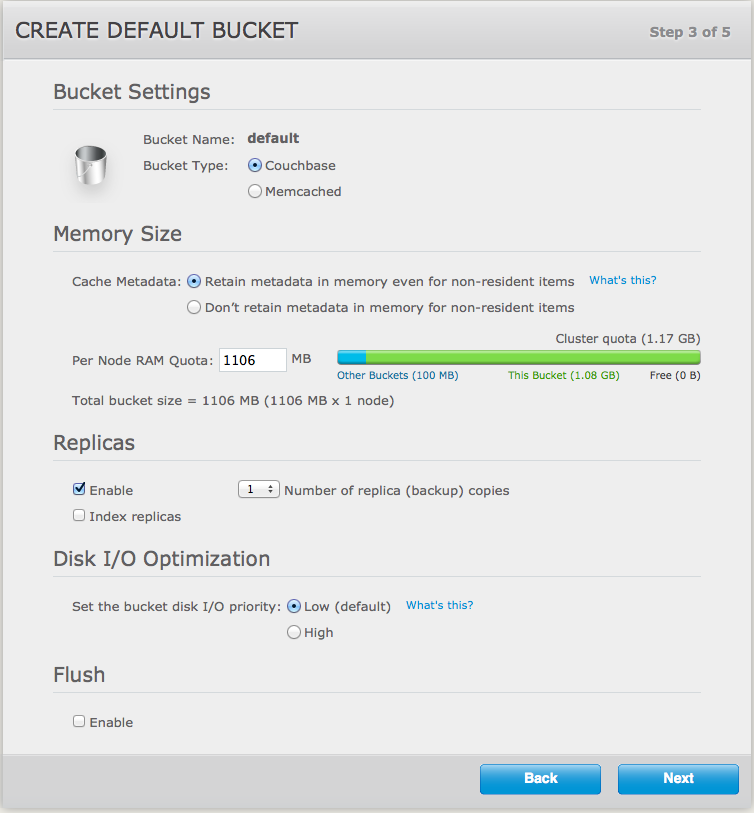 CREATE DEFAULT BUCKET Step 3 of 5
Bucket Settings
Bucket Name: default
Bucket Type: Couchbase
Memcached
Memory Size
Cache Metadata: Retain metadata in memory even for non-resident items What's this?
Don't retain metadata in memory for non-resident items
Cluster quota (1.17 GB)
Per Node RAM Quota: 1106 MB
Other Buckets (100 MB) This Bucket (1.08 GB) Free (0 B)
Total bucket size = 1106 MB (1106 MB x 1 node)
Replicas
Enable 1 Number of replica (backup) copies
Index replicas
Disk I/O Optimization
Set the bucket disk I/O priority: Low (default) What's this?
High
Flush
Enable
Back Next